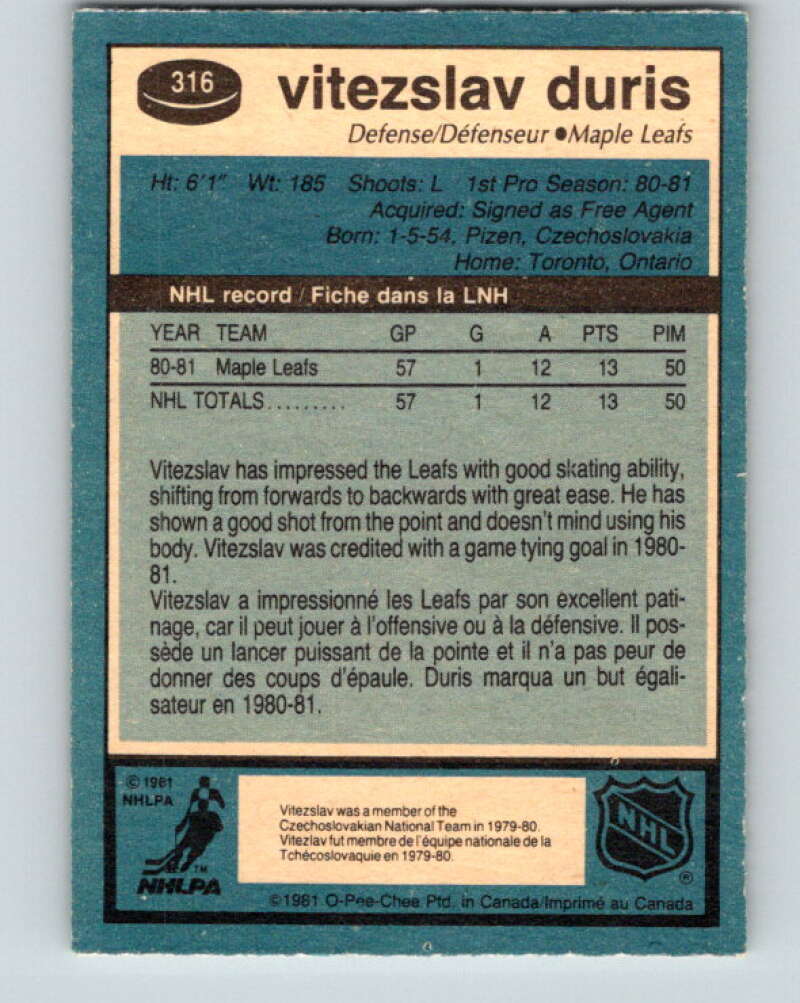 316
vitezslav duris
Defense/Défenseur ●Maple Leafs
Ht: 6'1" Wt: 185 Shoots: L 1st Pro Season: 80-81
Acquired: Signed as Free Agent
Born: 1-5-54, Pizen, Czechoslovakia
Home: Toronto, Ontario
NHL record / Fiche dans la LNH
YEAR TEAM GP G A PTS PIM
80-81 Maple Leafs 57 1 12 13 50
NHL TOTALS......... 57 1 12 13 50
Vitezslav has impressed the Leafs with good skating ability,
shifting from forwards to backwards with great ease. He has
shown a good shot from the point and doesn't mind using his
body. Vitezslav was credited with a game tying goal in 1980-
81.
Vitezslav a impressionné les Leafs par son excellent pati-
nage, car il peut jouer à l'offensive ou à la défensive. Il pos-
sède un lancer puissant de la pointe et il n'a pas peur de
donner des coups d'épaule. Duris marqua un but égali-
sateur en 1980-81.
© 1981
NHLPA
TM
NHLPA
Vitezslav was a member of the
Czechoslovakian National Team in 1979-80.
Vitezlav fut membre de l'équipe nationale de la
Tchécoslovaquie en 1979-80.
NHL
®
©1981 O-Pee-Chee Ptd. in Canada/Imprimé au Canada